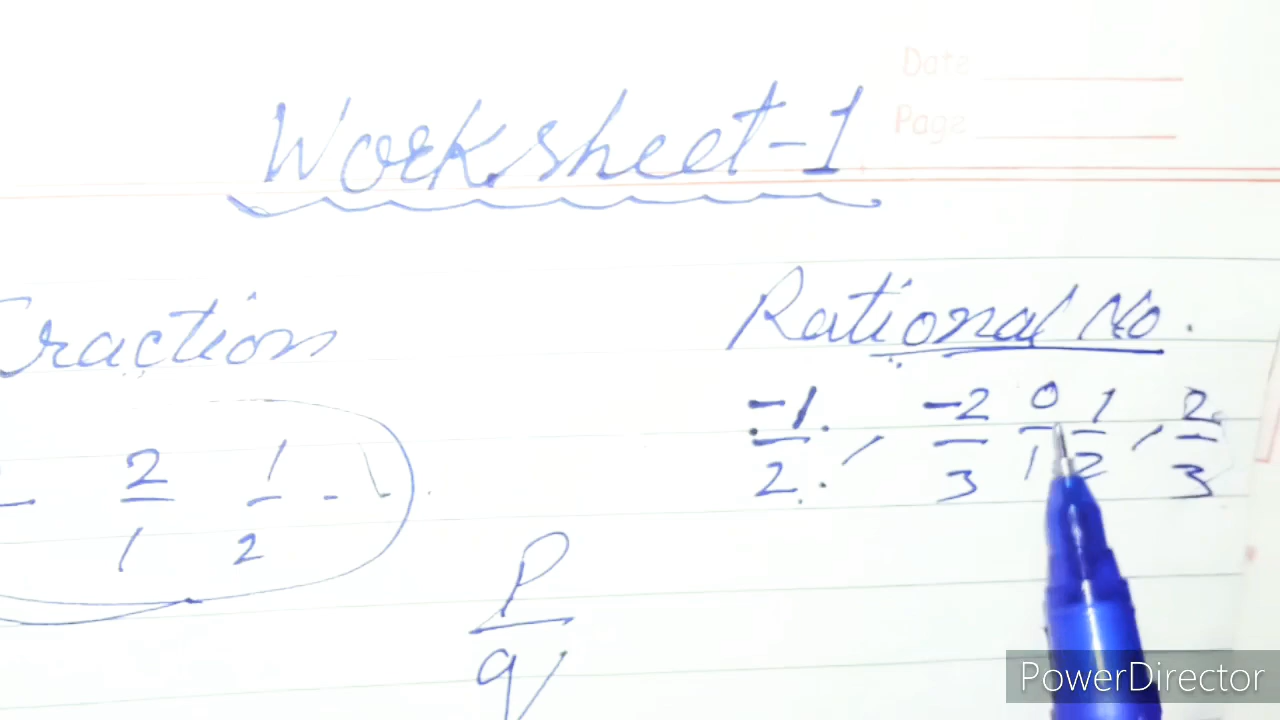 Date
Page
Worksheet-1
Fraction
Rational No.
2/1 1/2
-1/2, -2/3 0/1 1/2, 2/3
P/q
PowerDirector